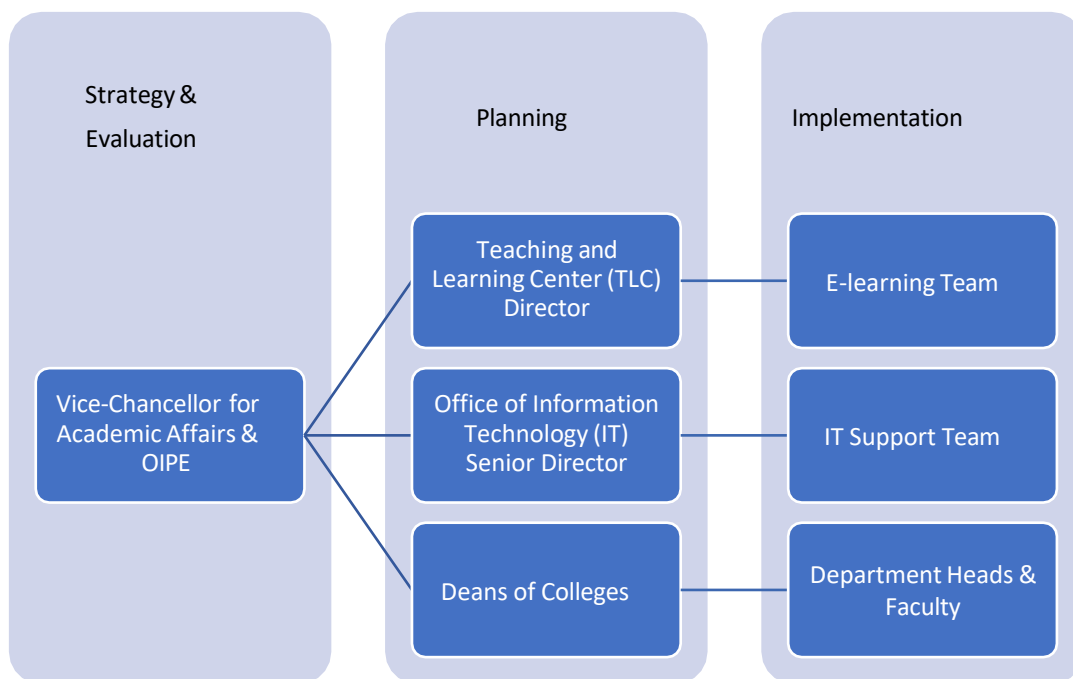 Strategy &
Evaluation
Planning
Implementation
Teaching and
Learning Center (TLC)
Director
E-learning Team
Vice-Chancellor for
Academic Affairs &
OIPE
Office of Information
Technology (IT)
Senior Director
IT Support Team
Deans of Colleges
Department Heads &
Faculty